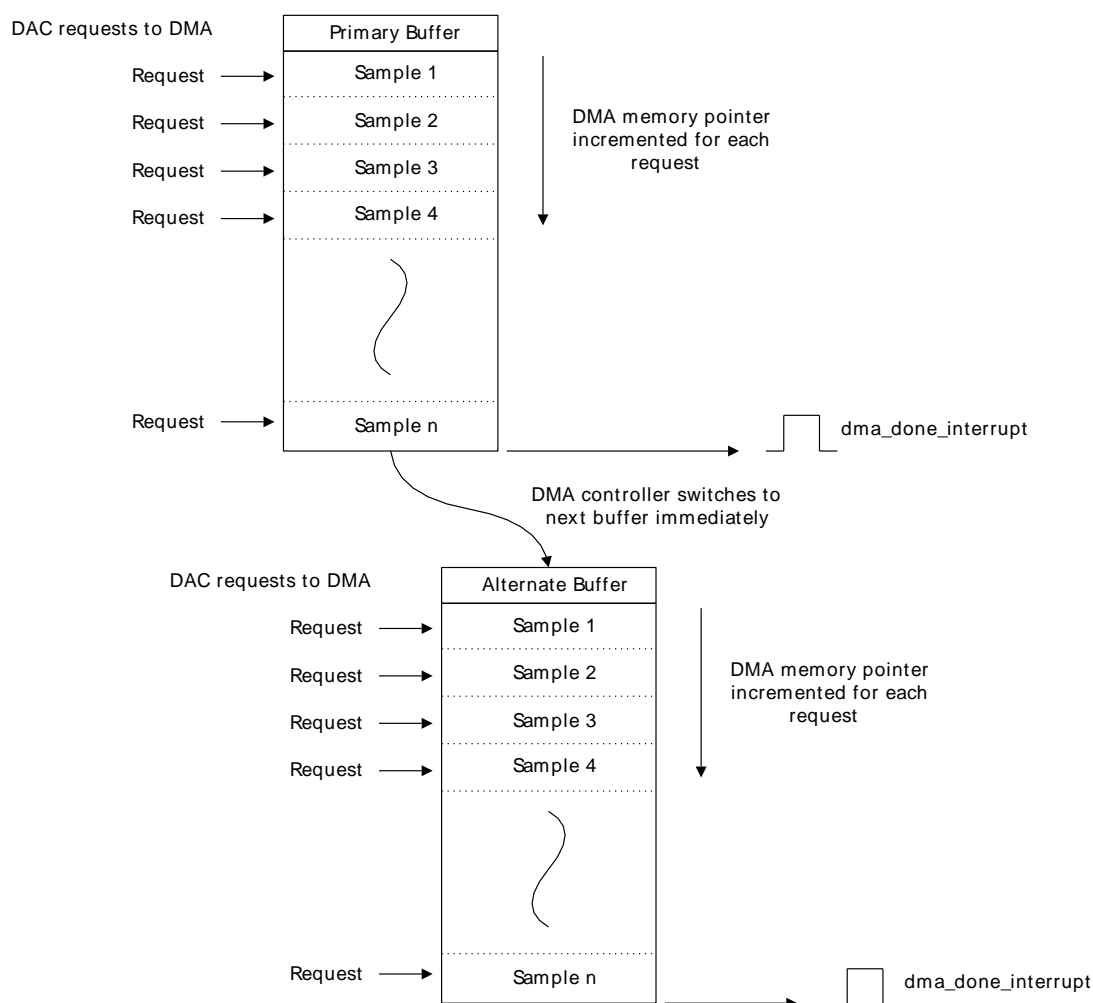 DAC requests to DMA
Primary Buffer
Request
Sample 1
Request
Sample 2
Request
Sample 3
Request
Sample 4
DMA memory pointer
incremented for each
request
Request
Sample n
dma_done_interrupt
DMA controller switches to
next buffer immediately
DAC requests to DMA
Alternate Buffer
Request
Sample 1
Request
Sample 2
Request
Sample 3
Request
Sample 4
DMA memory pointer
incremented for each
request
Request
Sample n
dma_done_interrupt